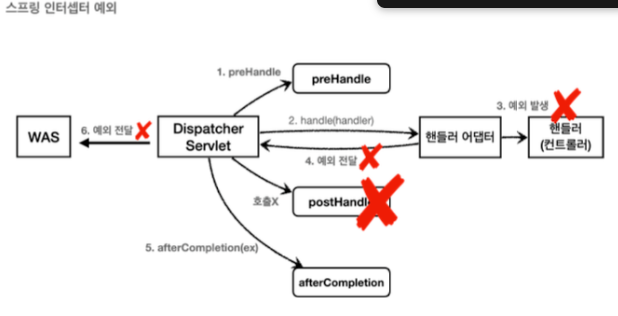 스프링 인터셉터 예외
1. preHandle
preHandle
3. 예외 발생
2. handle(handler)
WAS
6. 예외 전달
Dispatcher
Servlet
핸들러 어댑터
핸들러
(컨트롤러)
4. 예외 전달
호출X
5. afterCompletion(ex)
afterCompletion